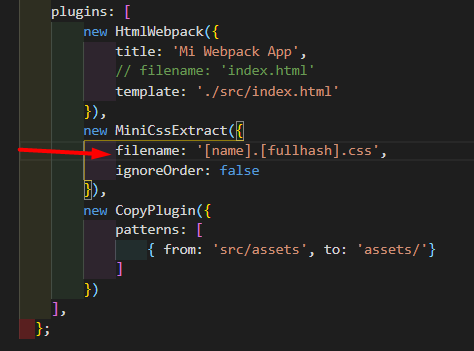 plugins: [
new HtmlWebpack({
title: 'Mi Webpack App',
// filename: 'index.html'
template: './src/index.html'
}),
new MiniCssExtract({
filename: '[name].[fullhash].css',
ignoreOrder: false
}),
new CopyPlugin({
patterns: [
{ from: 'src/assets', to: 'assets/'}
]
})
],
};